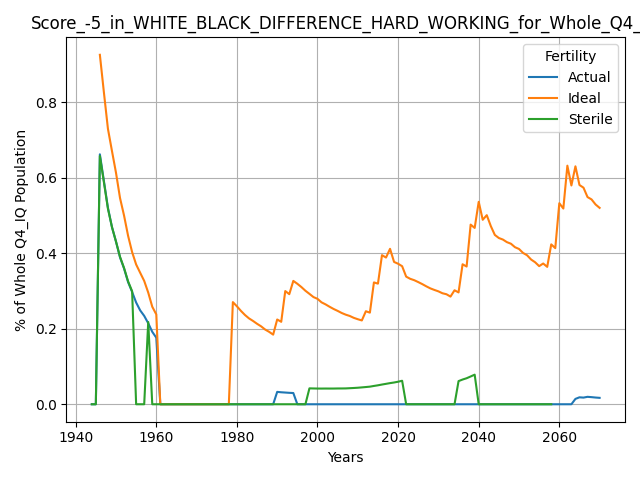 Score_-5_in_WHITE_BLACK_DIFFERENCE_HARD_WORKING_for_Whole_Q4_
Fertility
Actual
Ideal
Sterile
% of Whole Q4_IQ Population
0.8
0.6
0.4
0.2
0.0
1940 1960 1980 2000 2020 2040 2060
Years